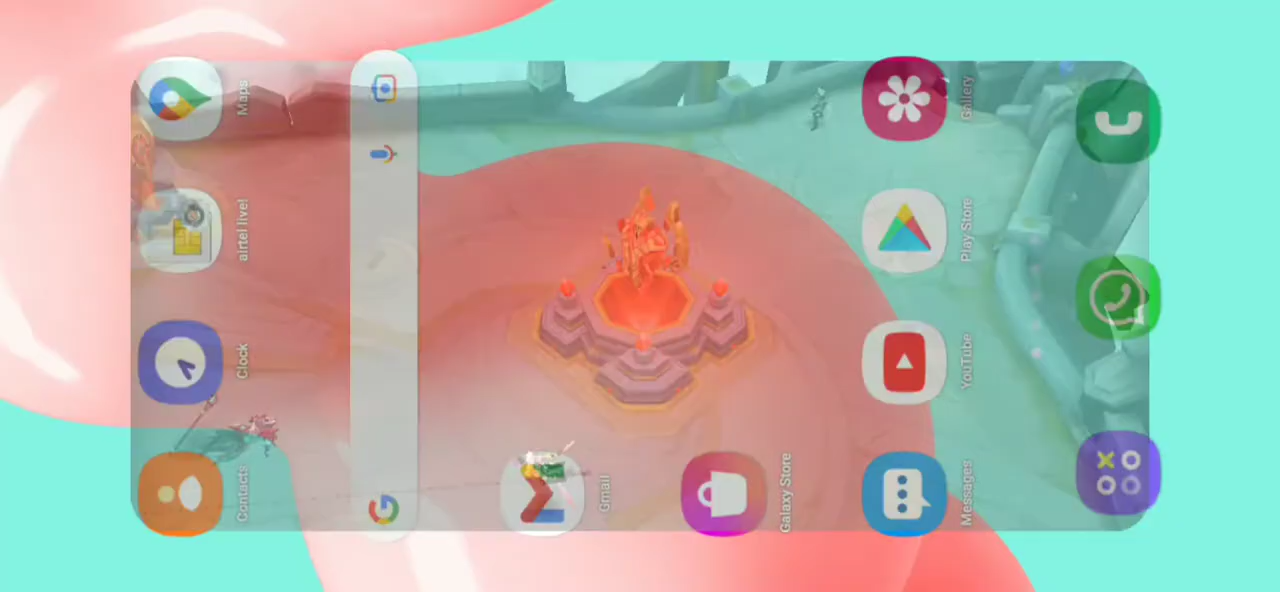 Maps
airtel live!
Clock
Contacts
Gmail
Galaxy Store
Gallery
Play Store
YouTube
Messages